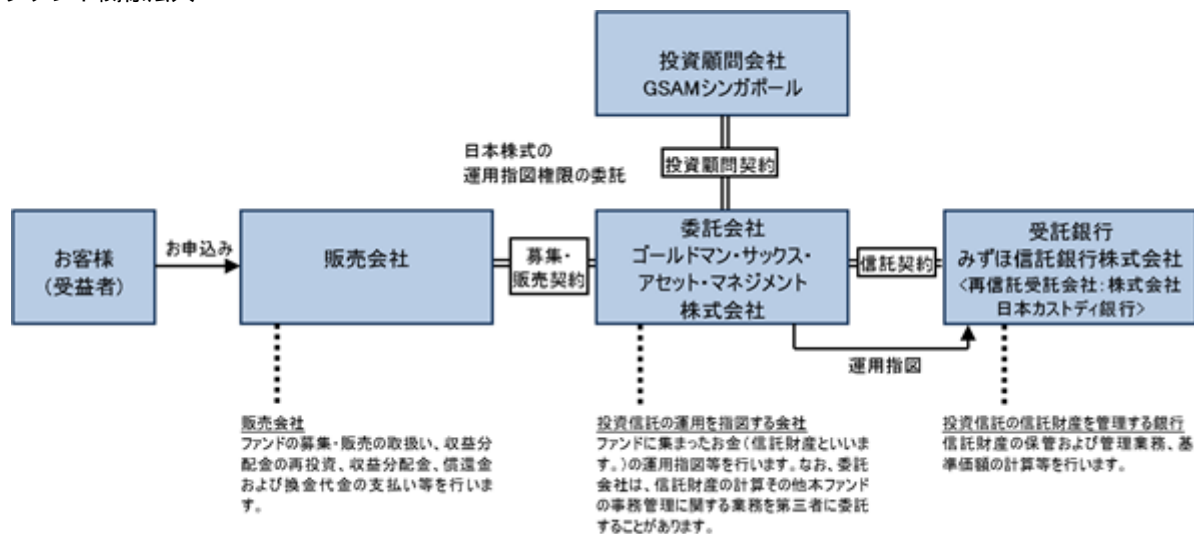 投資顧問会社
GSAMシンガポール
日本株式の
運用指図権限の委託
投資顧問契約
お客様
(受益者)
お申込み
販売会社
募集・
販売契約
委託会社
ゴールドマン・サックス・
アセット・マネジメント
株式会社
信託契約
受託銀行
みずほ信託銀行株式会社
<再信託受託会社:株式会社
日本カストディ銀行>
運用指図
販売会社
ファンドの募集・販売の取扱い、収益分
配金の再投資、収益分配金、償還金
および換金代金の支払い等を行いま
す。
投資信託の運用を指図する会社
ファンドに集まったお金(信託財産といいま
す。)の運用指図等を行います。なお、委託
会社は、信託財産の計算その他本ファンド
の事務管理に関する業務を第三者に委託
することがあります。
投資信託の信託財産を管理する銀行
信託財産の保管および管理業務、基
準価額の計算等を行います。